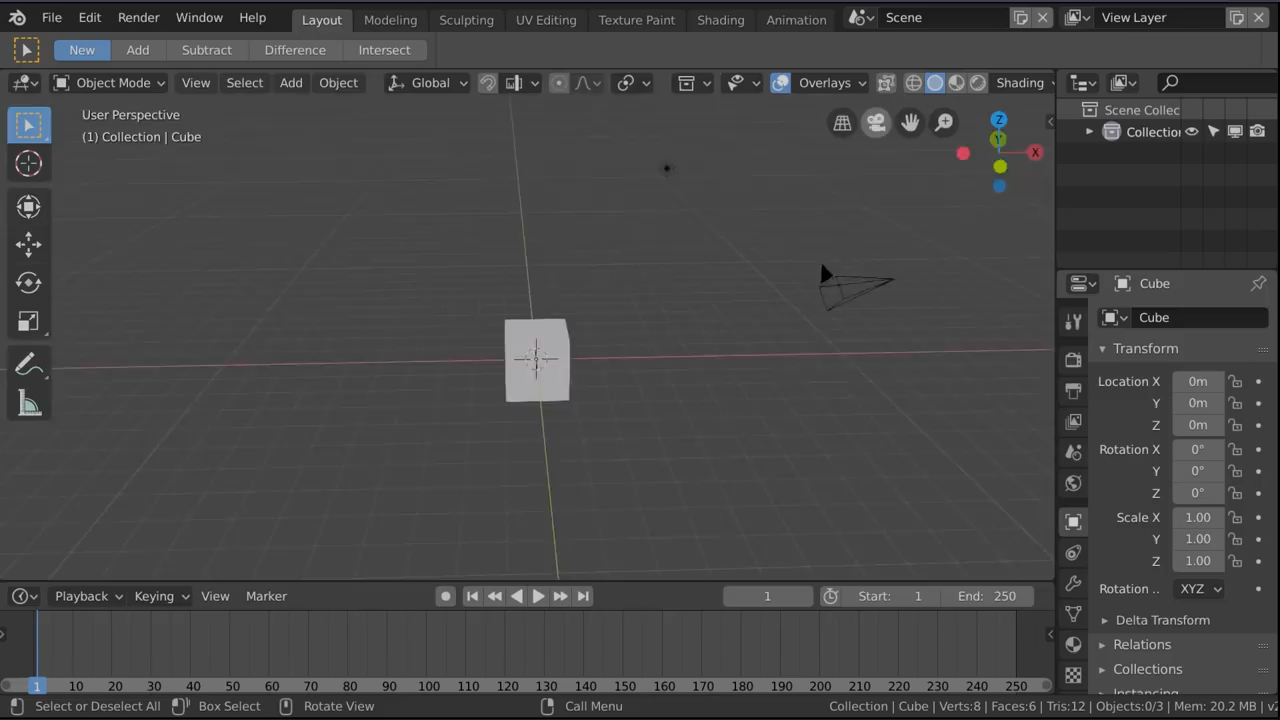 File Edit Render Window Help Layout Modeling Sculpting UV Editing Texture Paint Shading Animation Scene View Layer
New Add Subtract Difference Intersect
Object Mode View Select Add Object Global Overlays Shading
User Perspective
(1) Collection | Cube
Z
Y
X
Scene Collec
Collectior
Cube
Cube
Transform
Location X 0m
Y 0m
Z 0m
Rotation X 0°
Y 0°
Z 0°
Scale X 1.00
Y 1.00
Z 1.00
Rotation .. XYZ
Delta Transform
Relations
Collections
Instancing
Playback Keying View Marker 1 Start: 1 End: 250
1 10 20 30 40 50 60 70 80 90 100 110 120 130 140 150 160 170 180 190 200 210 220 230 240 250
Select or Deselect All Box Select Rotate View Call Menu Collection | Cube | Verts:8 | Faces:6 | Tris:12 | Objects:0/3 | Mem: 20.2 MB | v2